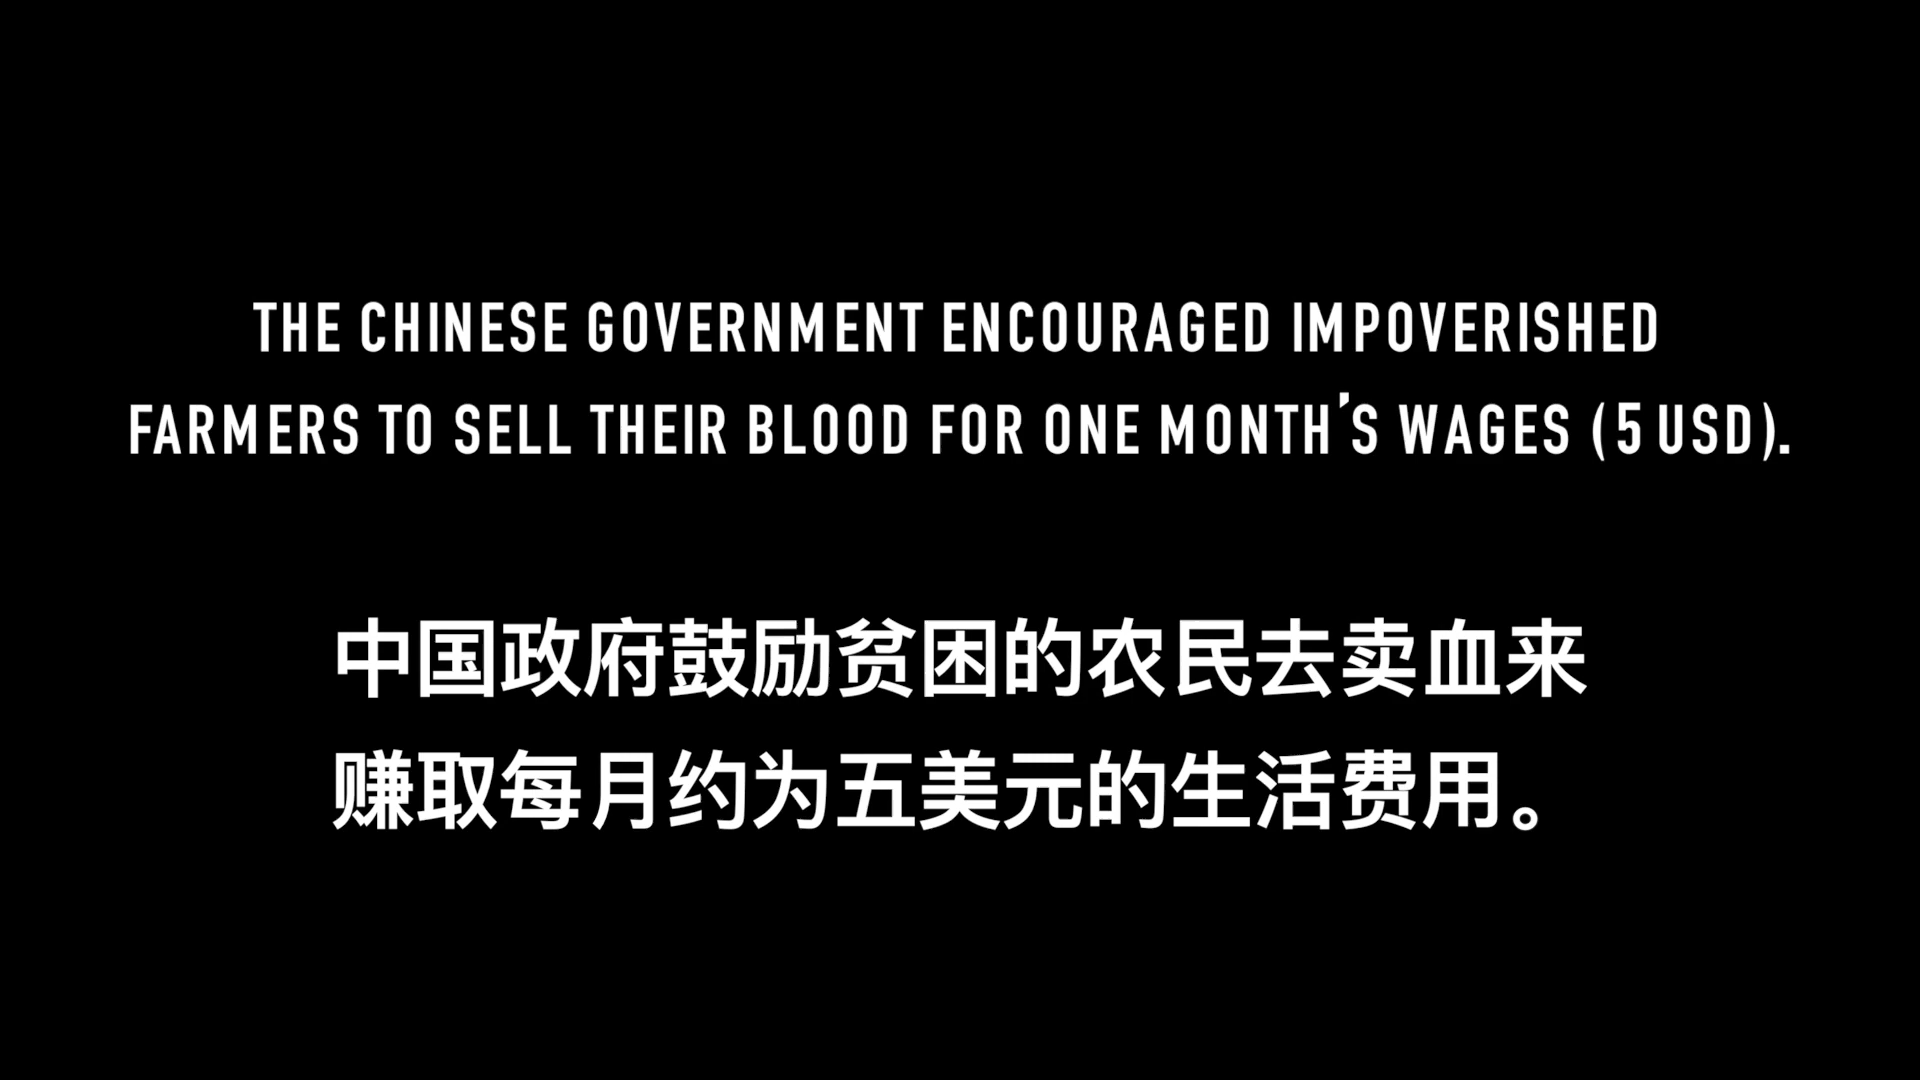 THE CHINESE GOVERNMENT ENCOURAGED IMPOVERISHED
FARMERS TO SELL THEIR BLOOD FOR ONE MONTH'S WAGES (5 USD).
中国政府鼓励贫困的农民去卖血来
赚取每月约为五美元的生活费用。